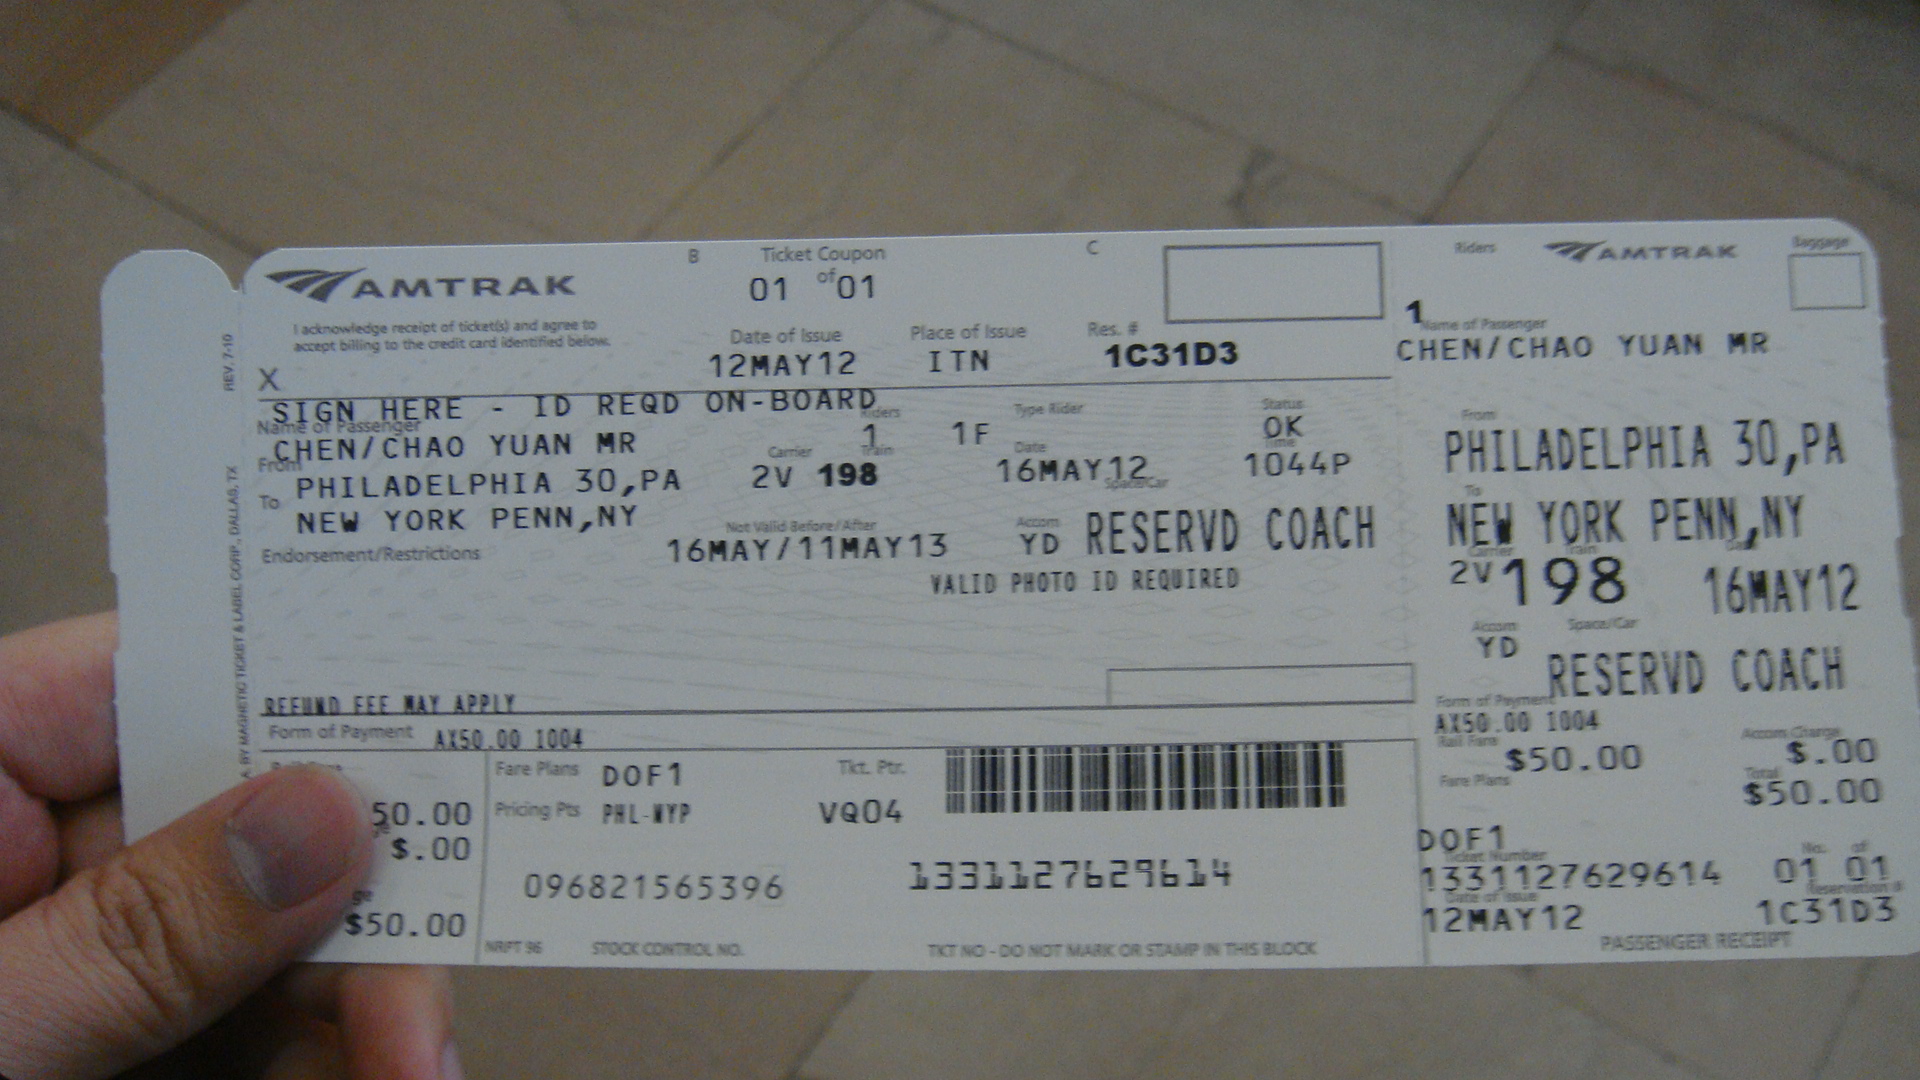 AMTRAK
B Ticket Coupon C
01 of 01
I acknowledge receipt of ticket(s) and agree to
accept billing to the credit card identified below.
Date of Issue Place of Issue Res. #
12MAY12 ITN 1C31D3
X
SIGN HERE - ID REQD ON-BOARD
Name of Passenger Riders Type Rider Status
CHEN/CHAO YUAN MR 1 1F OK
From Carrier Train Date Time
PHILADELPHIA 30,PA 2V 198 16MAY12 1044P
To Space/Car
NEW YORK PENN,NY
Not Valid Before/After Accom
16MAY/11MAY13 YD RESERVD COACH
Endorsement/Restrictions
VALID PHOTO ID REQUIRED
REFUND FEE MAY APPLY
Form of Payment AX50.00 1004
Fare Plans DOF1 Tkt. Ptr.
50.00 Pricing Pts PHL-NYP VQ04
$.00
096821565396 1331127629614
$50.00
NRPT 96 STOCK CONTROL NO. TKT NO - DO NOT MARK OR STAMP IN THIS BLOCK
REV. 7-10
BY MAGNETIC TICKET & LABEL CORP., DALLAS, TX
Riders AMTRAK Baggage
1
Name of Passenger
CHEN/CHAO YUAN MR
From
PHILADELPHIA 30,PA
To
NEW YORK PENN,NY
Carrier Train Date
2V 198 16MAY12
Accom Space/Car
YD RESERVD COACH
Form of Payment
AX50.00 1004
Rail Fare Accom Charge
$50.00 $.00
Fare Plans Total
$50.00
DOF1
Ticket Number No. of
1331127629614 01 01
Date of Issue Reservation #
12MAY12 1C31D3
PASSENGER RECEIPT